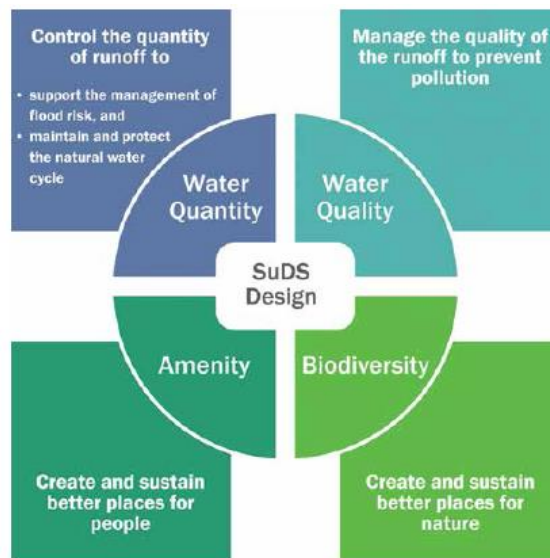 Control the quantity
of runoff to
• support the management of
flood risk, and
• maintain and protect
the natural water
cycle
Manage the quality of
the runoff to prevent
pollution
Water
Quantity
Water
Quality
SuDS
Design
Amenity
Biodiversity
Create and sustain
better places for
people
Create and sustain
better places for
nature